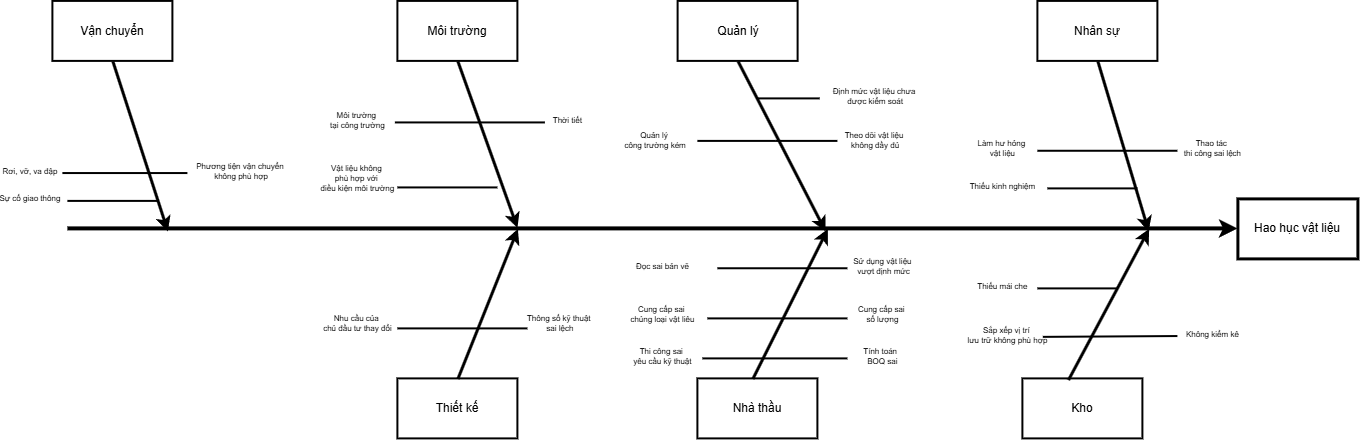 Vận chuyển
Môi trường
Quản lý
Nhân sự
Rơi, vỡ, va đập
Phương tiện vận chuyển
không phù hợp
Sự cố giao thông
Môi trường
tại công trường
Thời tiết
Vật liệu không
phù hợp với
điều kiện môi trường
Định mức vật liệu chưa
được kiểm soát
Quản lý
công trường kém
Theo dõi vật liệu
không đầy đủ
Làm hư hỏng
vật liệu
Thao tác
thi công sai lệch
Thiếu kinh nghiệm
Hao hục vật liệu
Nhu cầu của
chủ đầu tư thay đổi
Thông số kỹ thuật
sai lệch
Đọc sai bản vẽ
Sử dụng vật liệu
vượt định mức
Cung cấp sai
chủng loại vật liêu
Cung cấp sai
số lượng
Thi công sai
yêu cầu kỹ thuật
Tính toán
BOQ sai
Thiếu mái che
Sắp xếp vị trí
lưu trữ không phù hợp
Không kiểm kê
Thiết kế
Nhà thầu
Kho